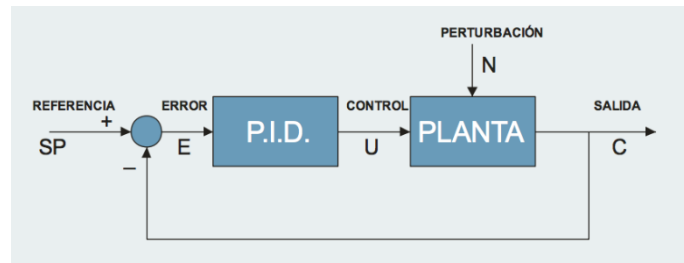 PERTURBACIÓN
N
REFERENCIA
+
ERROR
P.I.D.
CONTROL
PLANTA
SALIDA
SP
–
E
U
C